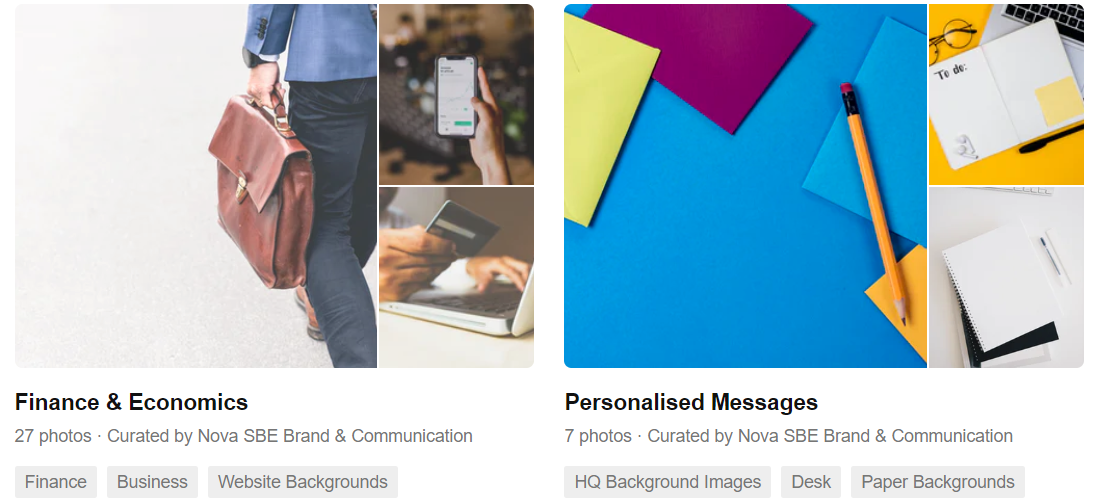 To do:
Finance & Economics
27 photos · Curated by Nova SBE Brand & Communication
Finance Business Website Backgrounds
Personalised Messages
7 photos · Curated by Nova SBE Brand & Communication
HQ Background Images Desk Paper Backgrounds